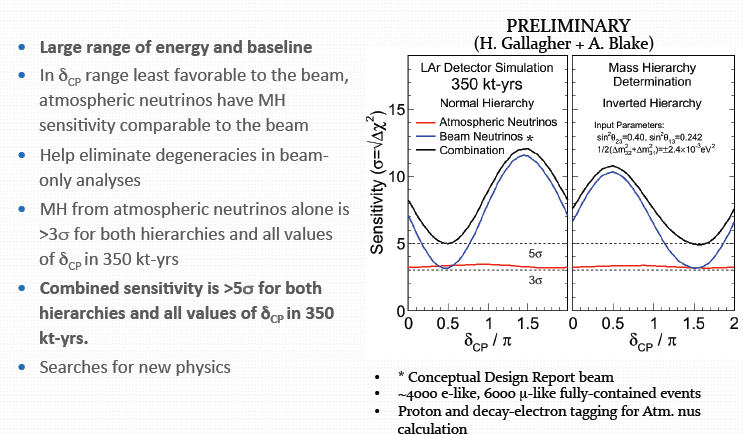 • Large range of energy and baseline
• In δCP range least favorable to the beam,
atmospheric neutrinos have MH
sensitivity comparable to the beam
• Help eliminate degeneracies in beam-
only analyses
• MH from atmospheric neutrinos alone is
>3σ for both hierarchies and all values
of δCP in 350 kt-yrs
• Combined sensitivity is >5σ for both
hierarchies and all values of δCP in 350
kt-yrs.
• Searches for new physics
PRELIMINARY
(H. Gallagher + A. Blake)
LAr Detector Simulation
350 kt-yrs
Normal Hierarchy
Atmospheric Neutrinos
Beam Neutrinos *
Combination
Mass Hierarchy
Determination
Inverted Hierarchy
Input Parameters:
sin²θ23=0.40, sin²θ13=0.242
1/2(Δm²32+Δm²31)=±2.4×10⁻³eV²
Sensitivity (σ=√Δχ²)
15
10
5
0
5σ
3σ
0 0.5 1 1.5 0 0.5 1 1.5 2
δCP / π
δCP / π
• * Conceptual Design Report beam
• ~4000 e-like, 6000 μ-like fully-contained events
• Proton and decay-electron tagging for Atm. nus
calculation